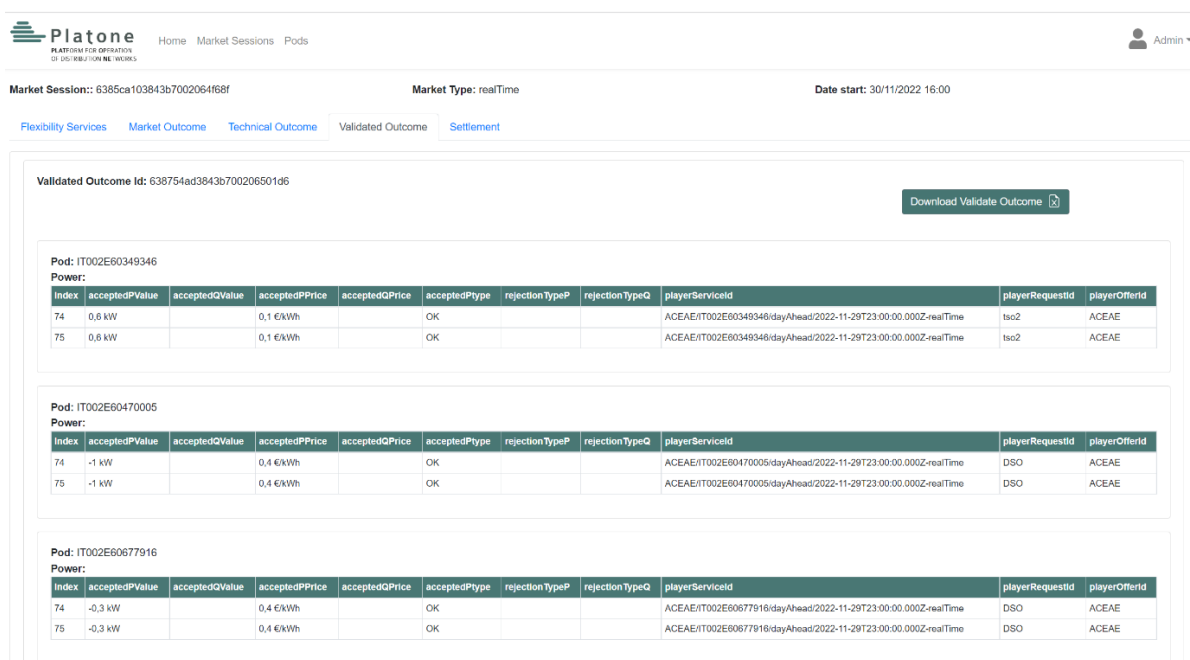 Platone
PLATFORM FOR OPERATION
OF DISTRIBUTION NETWORKS
Home Market Sessions Pods
Admin
Market Session:: 6385ca103843b7002064f68f Market Type: realTime Date start: 30/11/2022 16:00
Flexibility Services Market Outcome Technical Outcome Validated Outcome Settlement
Validated Outcome Id: 638754ad3843b700206501d6
Download Validate Outcome
Pod: IT002E60349346
Power:
Index acceptedPValue acceptedQValue acceptedPPrice acceptedQPrice acceptedPtype rejectionTypeP rejectionTypeQ playerServiceId playerRequestId playerOfferId
74 0,6 kW 0,1 €/kWh OK ACEAE/IT002E60349346/dayAhead/2022-11-29T23:00:00.000Z-realTime tso2 ACEAE
75 0,6 kW 0,1 €/kWh OK ACEAE/IT002E60349346/dayAhead/2022-11-29T23:00:00.000Z-realTime tso2 ACEAE
Pod: IT002E60470005
Power:
Index acceptedPValue acceptedQValue acceptedPPrice acceptedQPrice acceptedPtype rejectionTypeP rejectionTypeQ playerServiceId playerRequestId playerOfferId
74 -1 kW 0,4 €/kWh OK ACEAE/IT002E60470005/dayAhead/2022-11-29T23:00:00.000Z-realTime DSO ACEAE
75 -1 kW 0,4 €/kWh OK ACEAE/IT002E60470005/dayAhead/2022-11-29T23:00:00.000Z-realTime DSO ACEAE
Pod: IT002E60677916
Power:
Index acceptedPValue acceptedQValue acceptedPPrice acceptedQPrice acceptedPtype rejectionTypeP rejectionTypeQ playerServiceId playerRequestId playerOfferId
74 -0,3 kW 0,4 €/kWh OK ACEAE/IT002E60677916/dayAhead/2022-11-29T23:00:00.000Z-realTime DSO ACEAE
75 -0,3 kW 0,4 €/kWh OK ACEAE/IT002E60677916/dayAhead/2022-11-29T23:00:00.000Z-realTime DSO ACEAE